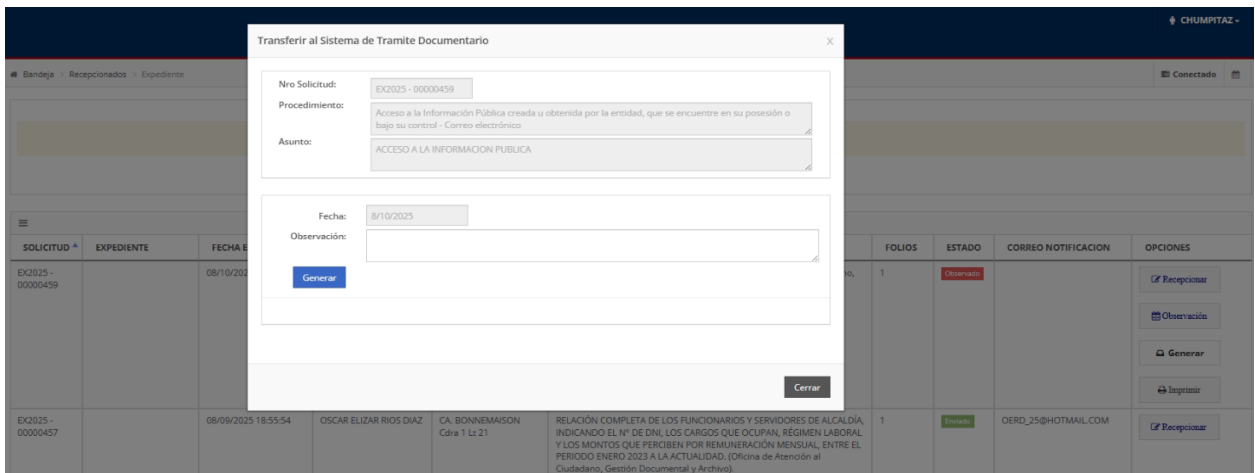 CHUMPITAZ
Transferir al Sistema de Tramite Documentario
X
Bandeja > Recepcionados > Expediente
Conectado
Nro Solicitud:
EX2025 - 00000459
Procedimiento:
Acceso a la Información Pública creada u obtenida por la entidad, que se encuentre en su posesión o
bajo su control - Correo electrónico
Asunto:
ACCESO A LA INFORMACION PUBLICA
Fecha:
8/10/2025
Observación:
Generar
Cerrar
SOLICITUD EXPEDIENTE FECHA E FOLIOS ESTADO CORREO NOTIFICACION OPCIONES
EX2025 -
00000459
08/10/202
1
Observado
Recepcionar
Observación
Generar
Imprimir
EX2025 -
00000457
08/09/2025 18:55:54
OSCAR ELIZAR RIOS DIAZ
CA. BONNEMAISON
Cdra 1 Lt 21
RELACIÓN COMPLETA DE LOS FUNCIONARIOS Y SERVIDORES DE ALCALDÍA,
INDICANDO EL N° DE DNI, LOS CARGOS QUE OCUPAN, RÉGIMEN LABORAL
Y LOS MONTOS QUE PERCIBEN POR REMUNERACIÓN MENSUAL, ENTRE EL
PERIODO ENERO 2023 A LA ACTUALIDAD. (Oficina de Atención al
Ciudadano, Gestión Documental y Archivo).
1
Enviado
OERD_25@HOTMAIL.COM
Recepcionar